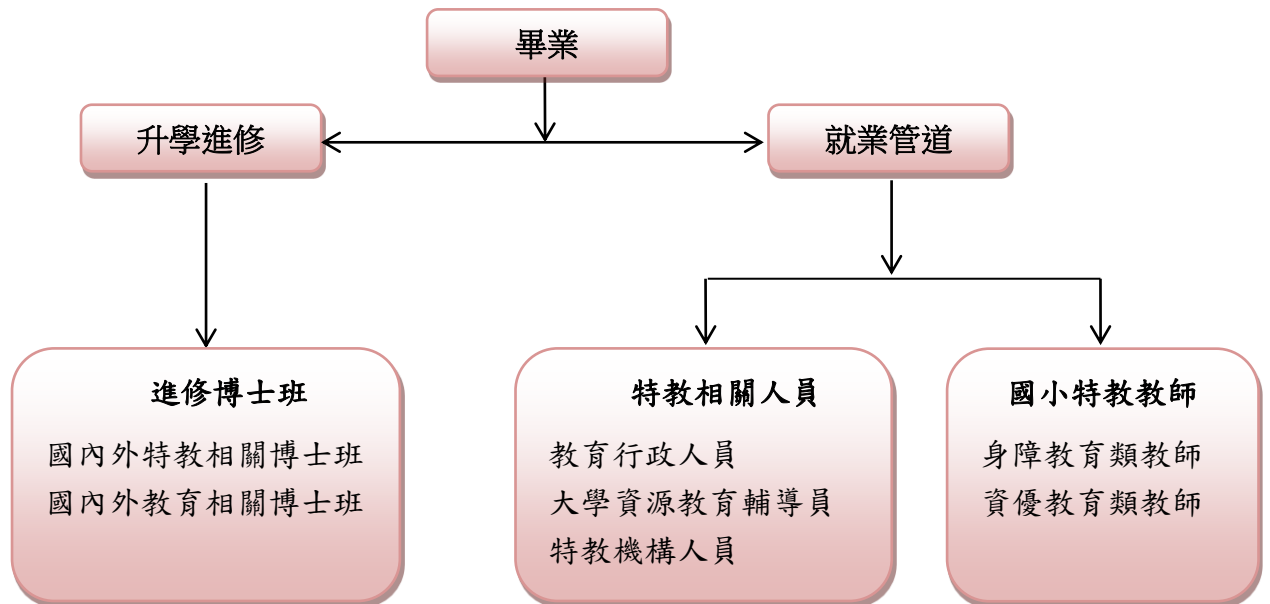 畢業
升學進修
就業管道
進修博士班
國內外特教相關博士班
國內外教育相關博士班
特教相關人員
教育行政人員
大學資源教育輔導員
特教機構人員
國小特教教師
身障教育類教師
資優教育類教師